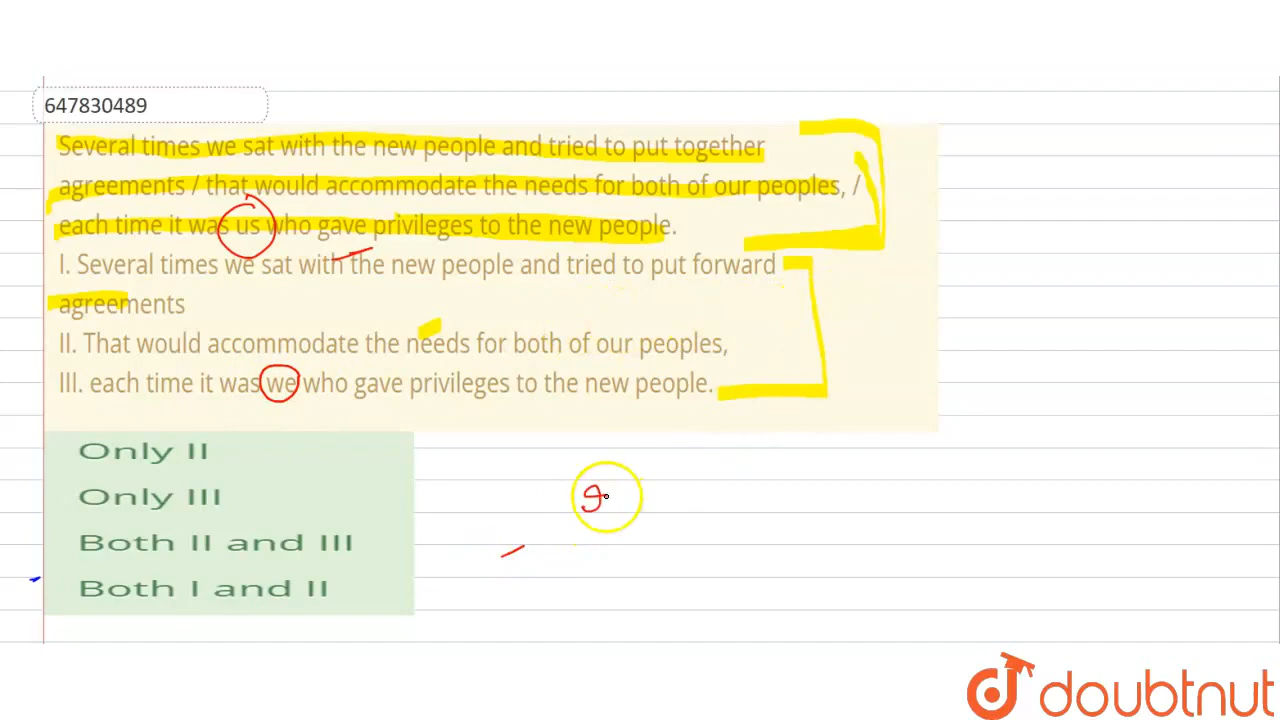 647830489
Several times we sat with the new people and tried to put together
agreements / that would accommodate the needs for both of our peoples, /
each time it was us who gave privileges to the new people.
I. Several times we sat with the new people and tried to put forward
agreements
II. That would accommodate the needs for both of our peoples,
III. each time it was we who gave privileges to the new people.
Only II
Only III
Both II and III
Both I and II
doubtnut